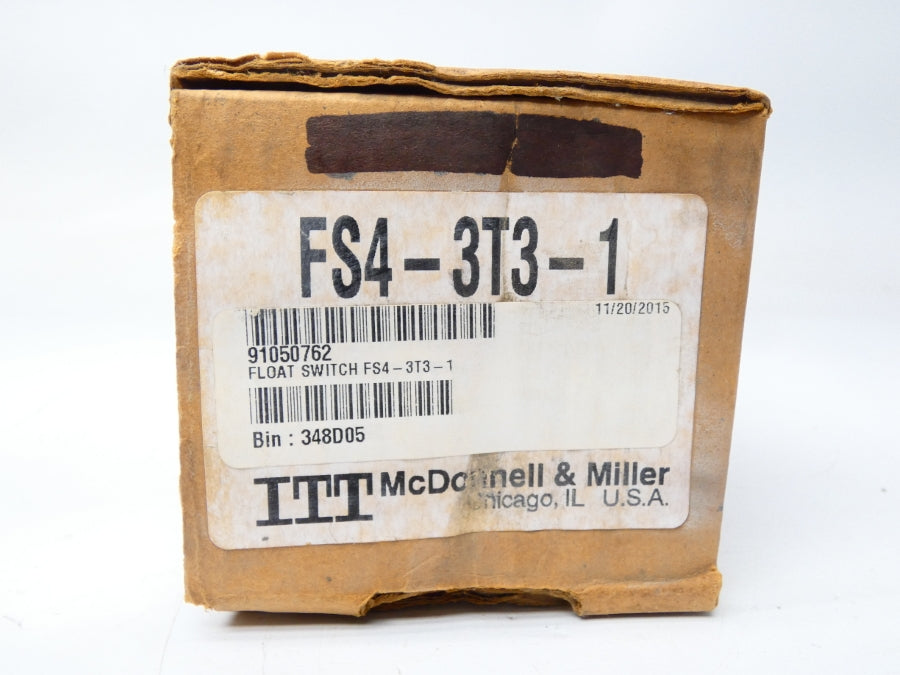 FS4-3T3-1
11/20/2015
91050762
FLOAT SWITCH FS4-3T3-1
Bin : 348D05
ITT McDonnell & Miller
Chicago, IL U.S.A.